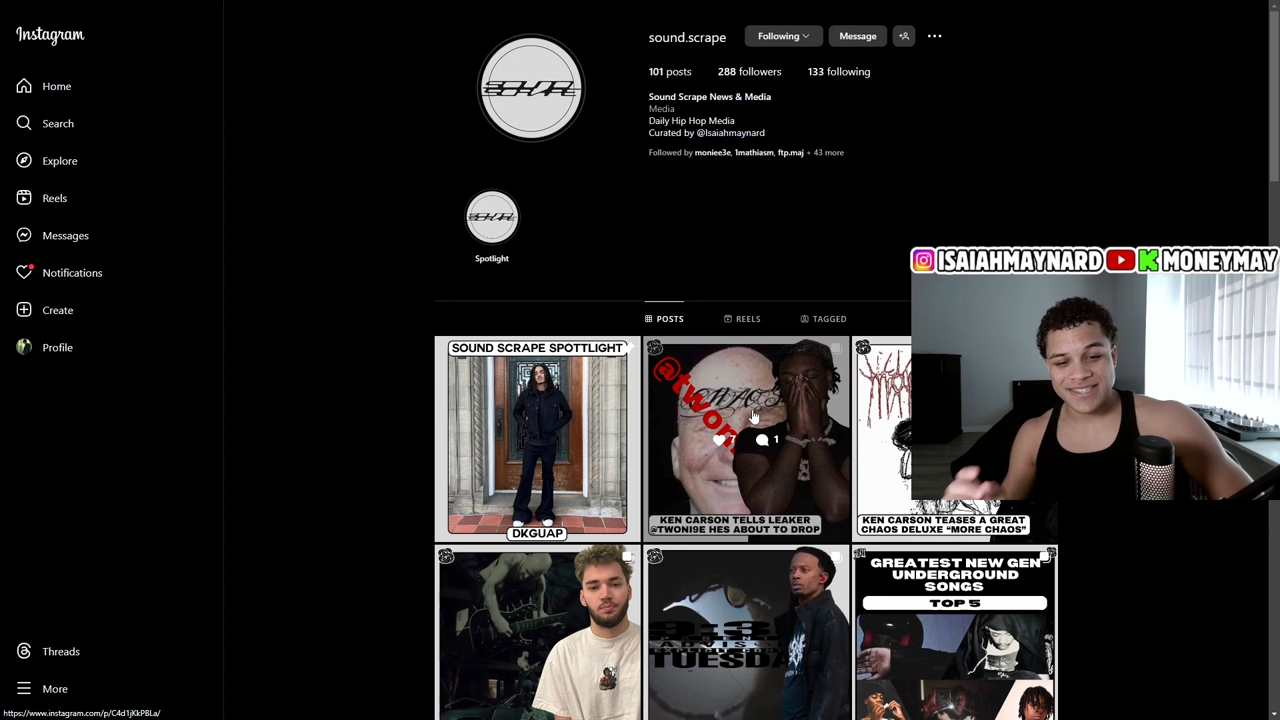 Instagram
Home
Search
Explore
Reels
Messages
Notifications
Create
Profile
Threads
More
https://www.instagram.com/p/C4d1jKkPBLa/
sound.scrape
Following
Message
101 posts
288 followers
133 following
Sound Scrape News & Media
Media
Daily Hip Hop Media
Curated by @Isaiahmaynard
Followed by moniee3e, 1mathiasm, ftp.maj + 43 more
Spotlight
ISAIAHMAYNARD
K MONEYMAY
POSTS
REELS
TAGGED
SOUND SCRAPE SPOTTLIGHT
DKGUAP
7
1
KEN CARSON TELLS LEAKER
@TWONI9E HES ABOUT TO DROP
KEN CARSON TEASES A GREAT
CHAOS DELUXE "MORE CHAOS"
GREATEST NEW GEN
UNDERGROUND
SONGS
TOP 5